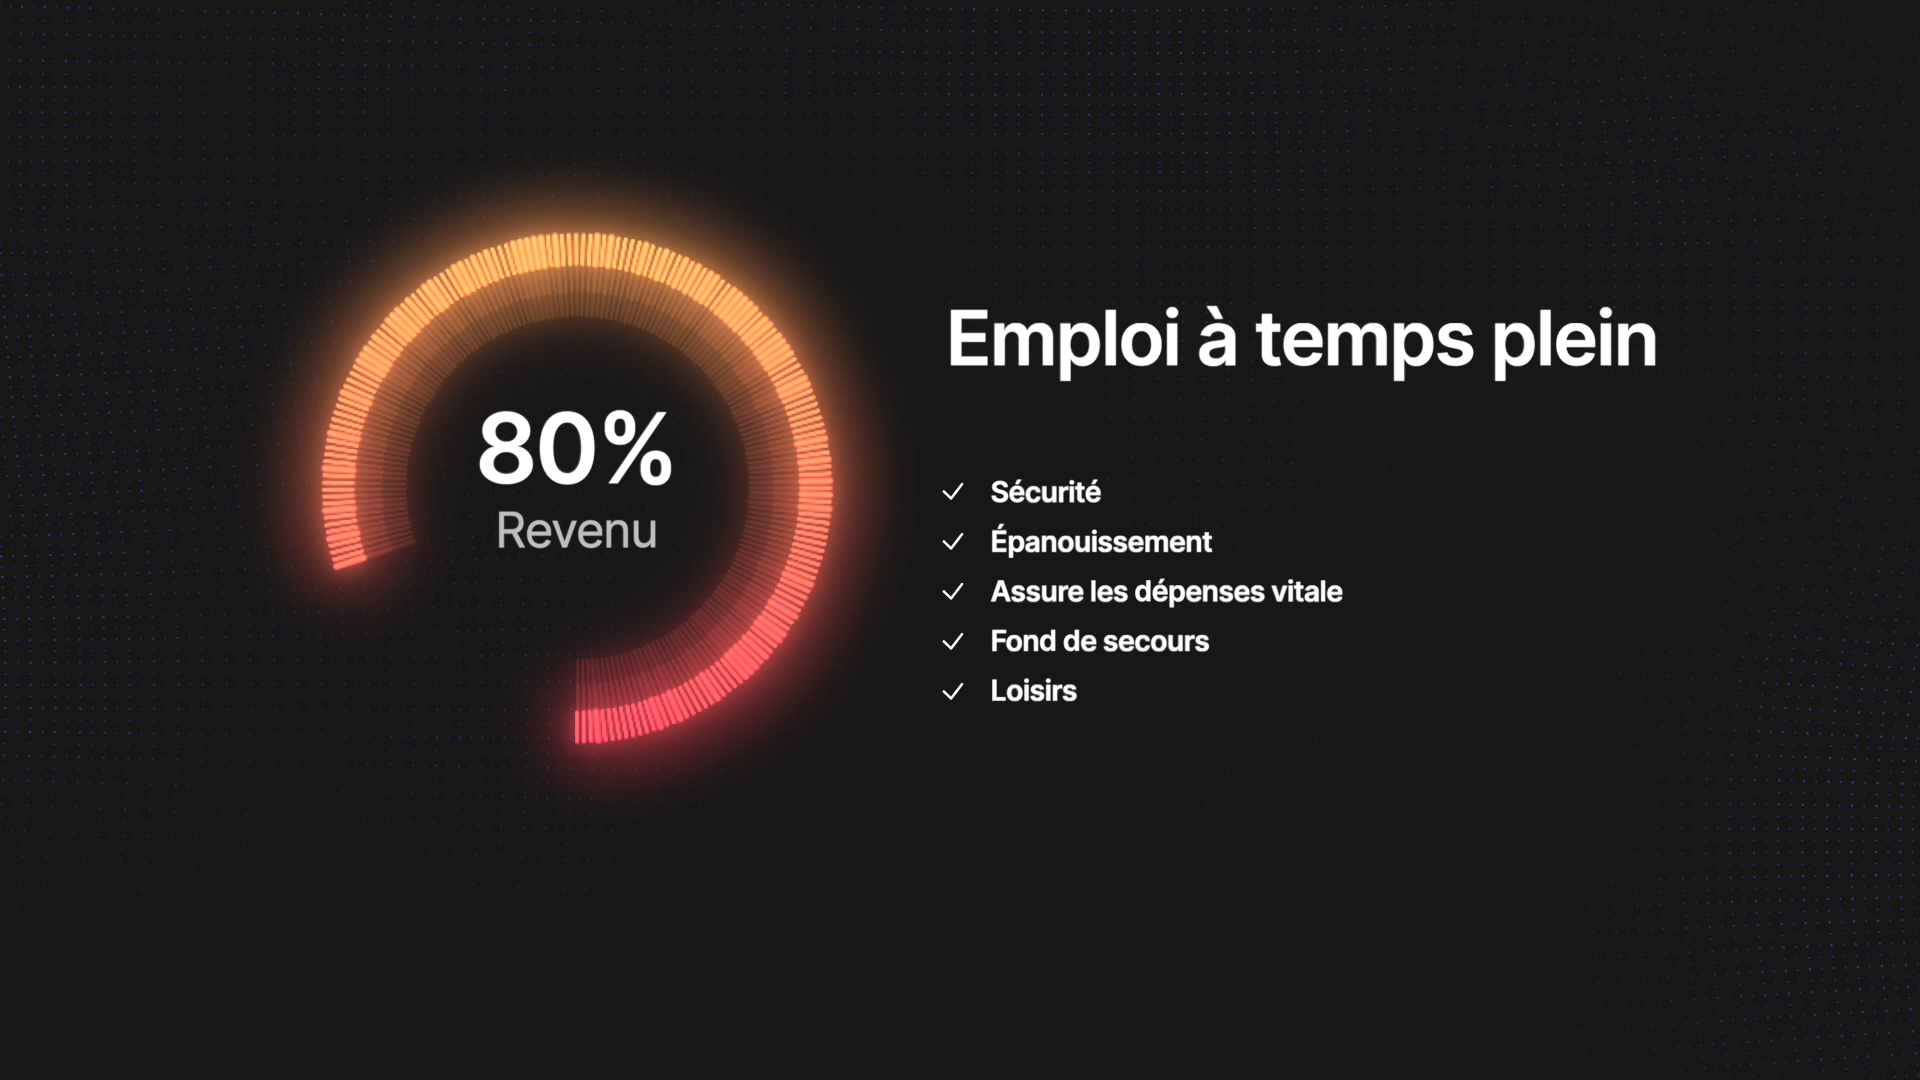 80%
Revenu
Emploi à temps plein
Sécurité
Épanouissement
Assure les dépenses vitale
Fond de secours
Loisirs